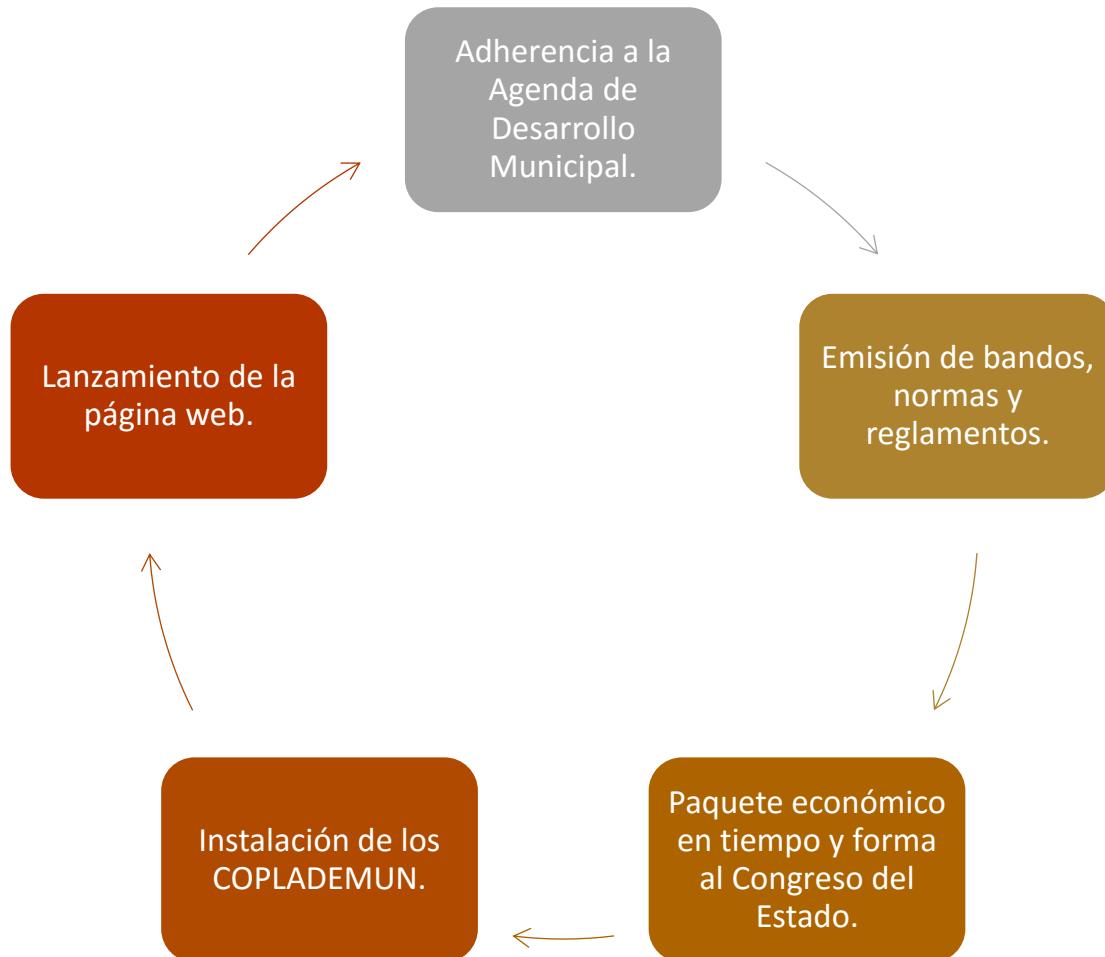 Adherencia a la
Agenda de
Desarrollo
Municipal.
Emisión de bandos,
normas y
reglamentos.
Paquete económico
en tiempo y forma
al Congreso del
Estado.
Instalación de los
COPLADEMUN.
Lanzamiento de la
página web.